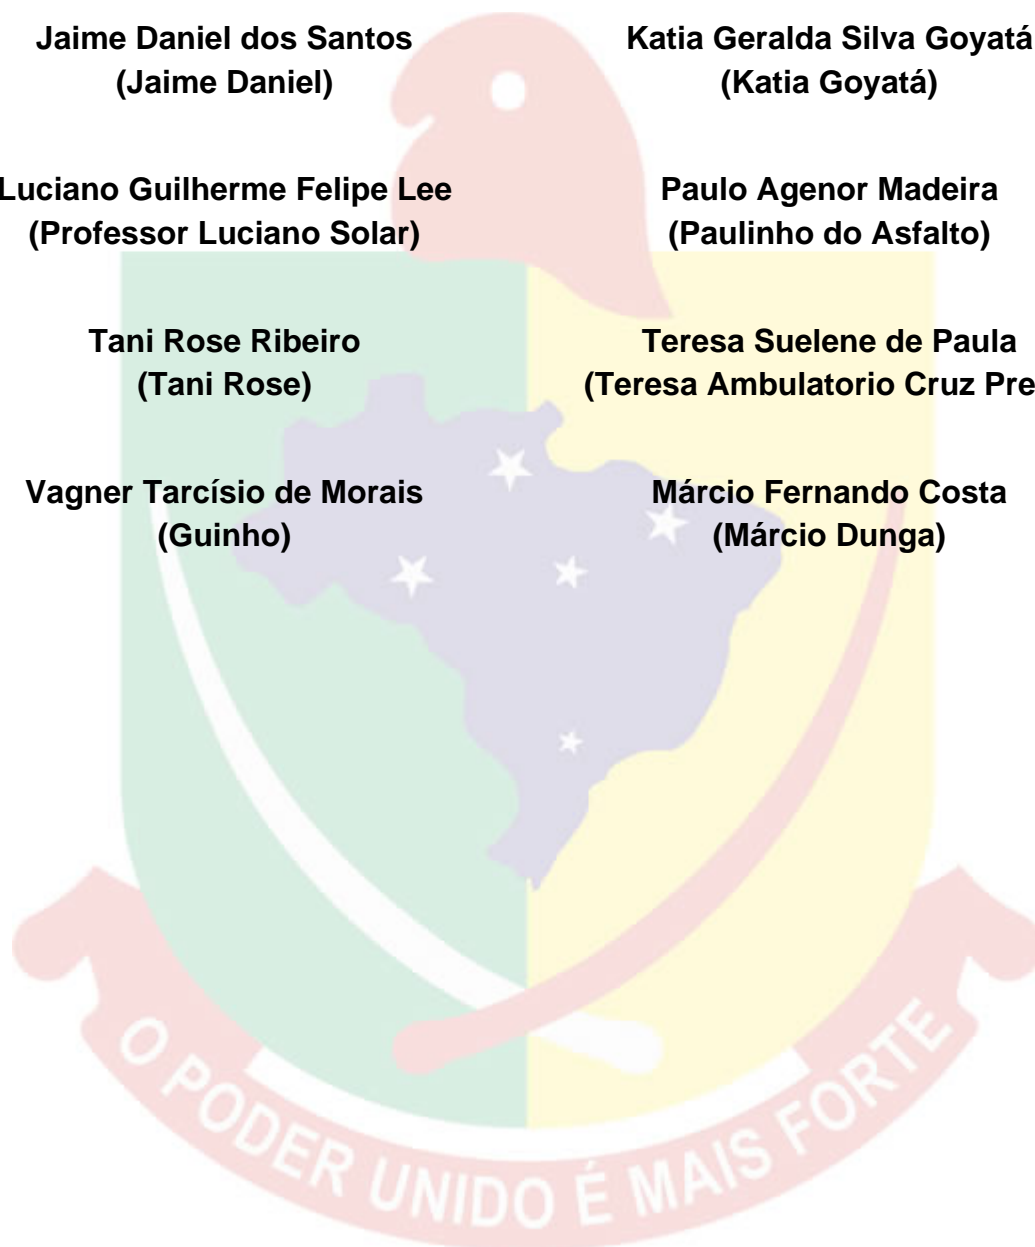 Jaime Daniel dos Santos
(Jaime Daniel)
Katia Geralda Silva Goyatá
(Katia Goyatá)
Luciano Guilherme Felipe Lee
(Professor Luciano Solar)
Paulo Agenor Madeira
(Paulinho do Asfalto)
Tani Rose Ribeiro
(Tani Rose)
Teresa Suelene de Paula
(Teresa Ambulatorio Cruz Pre
Vagner Tarcísio de Morais
(Guinho)
Márcio Fernando Costa
(Márcio Dunga)
O PODER UNIDO É MAIS FORTE